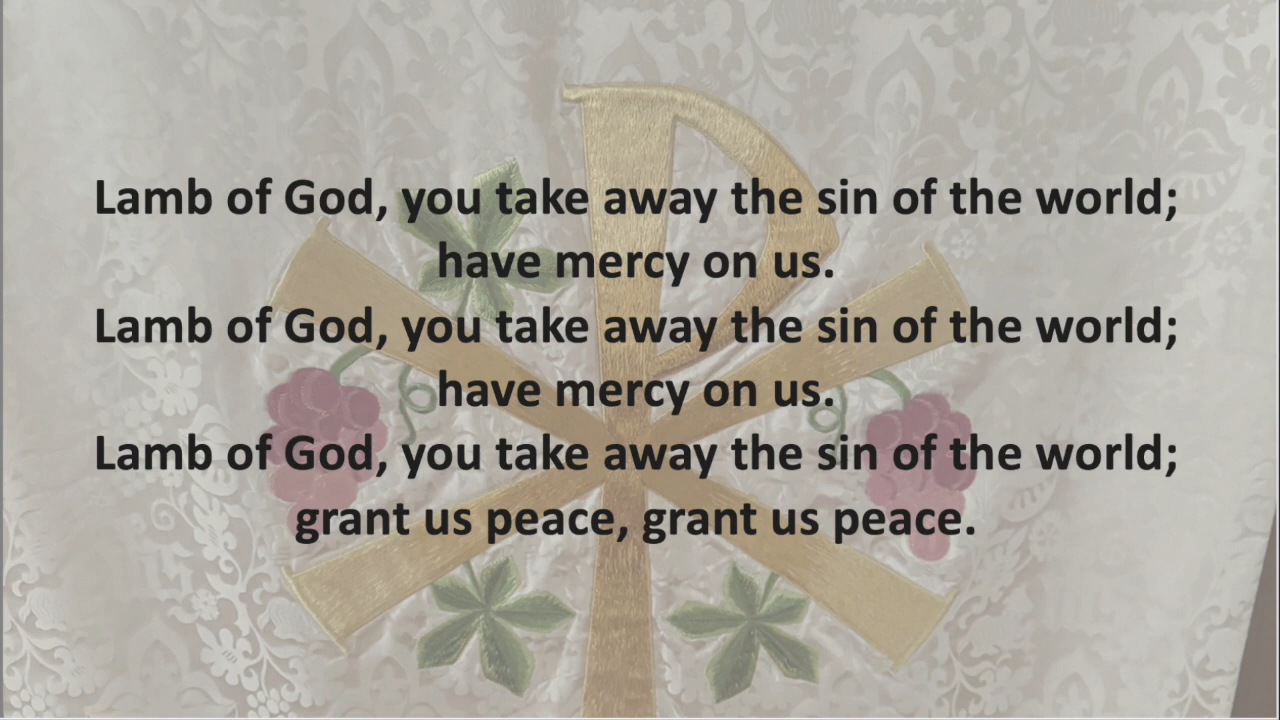 Lamb of God, you take away the sin of the world;
have mercy on us.
Lamb of God, you take away the sin of the world;
have mercy on us.
Lamb of God, you take away the sin of the world;
grant us peace, grant us peace.